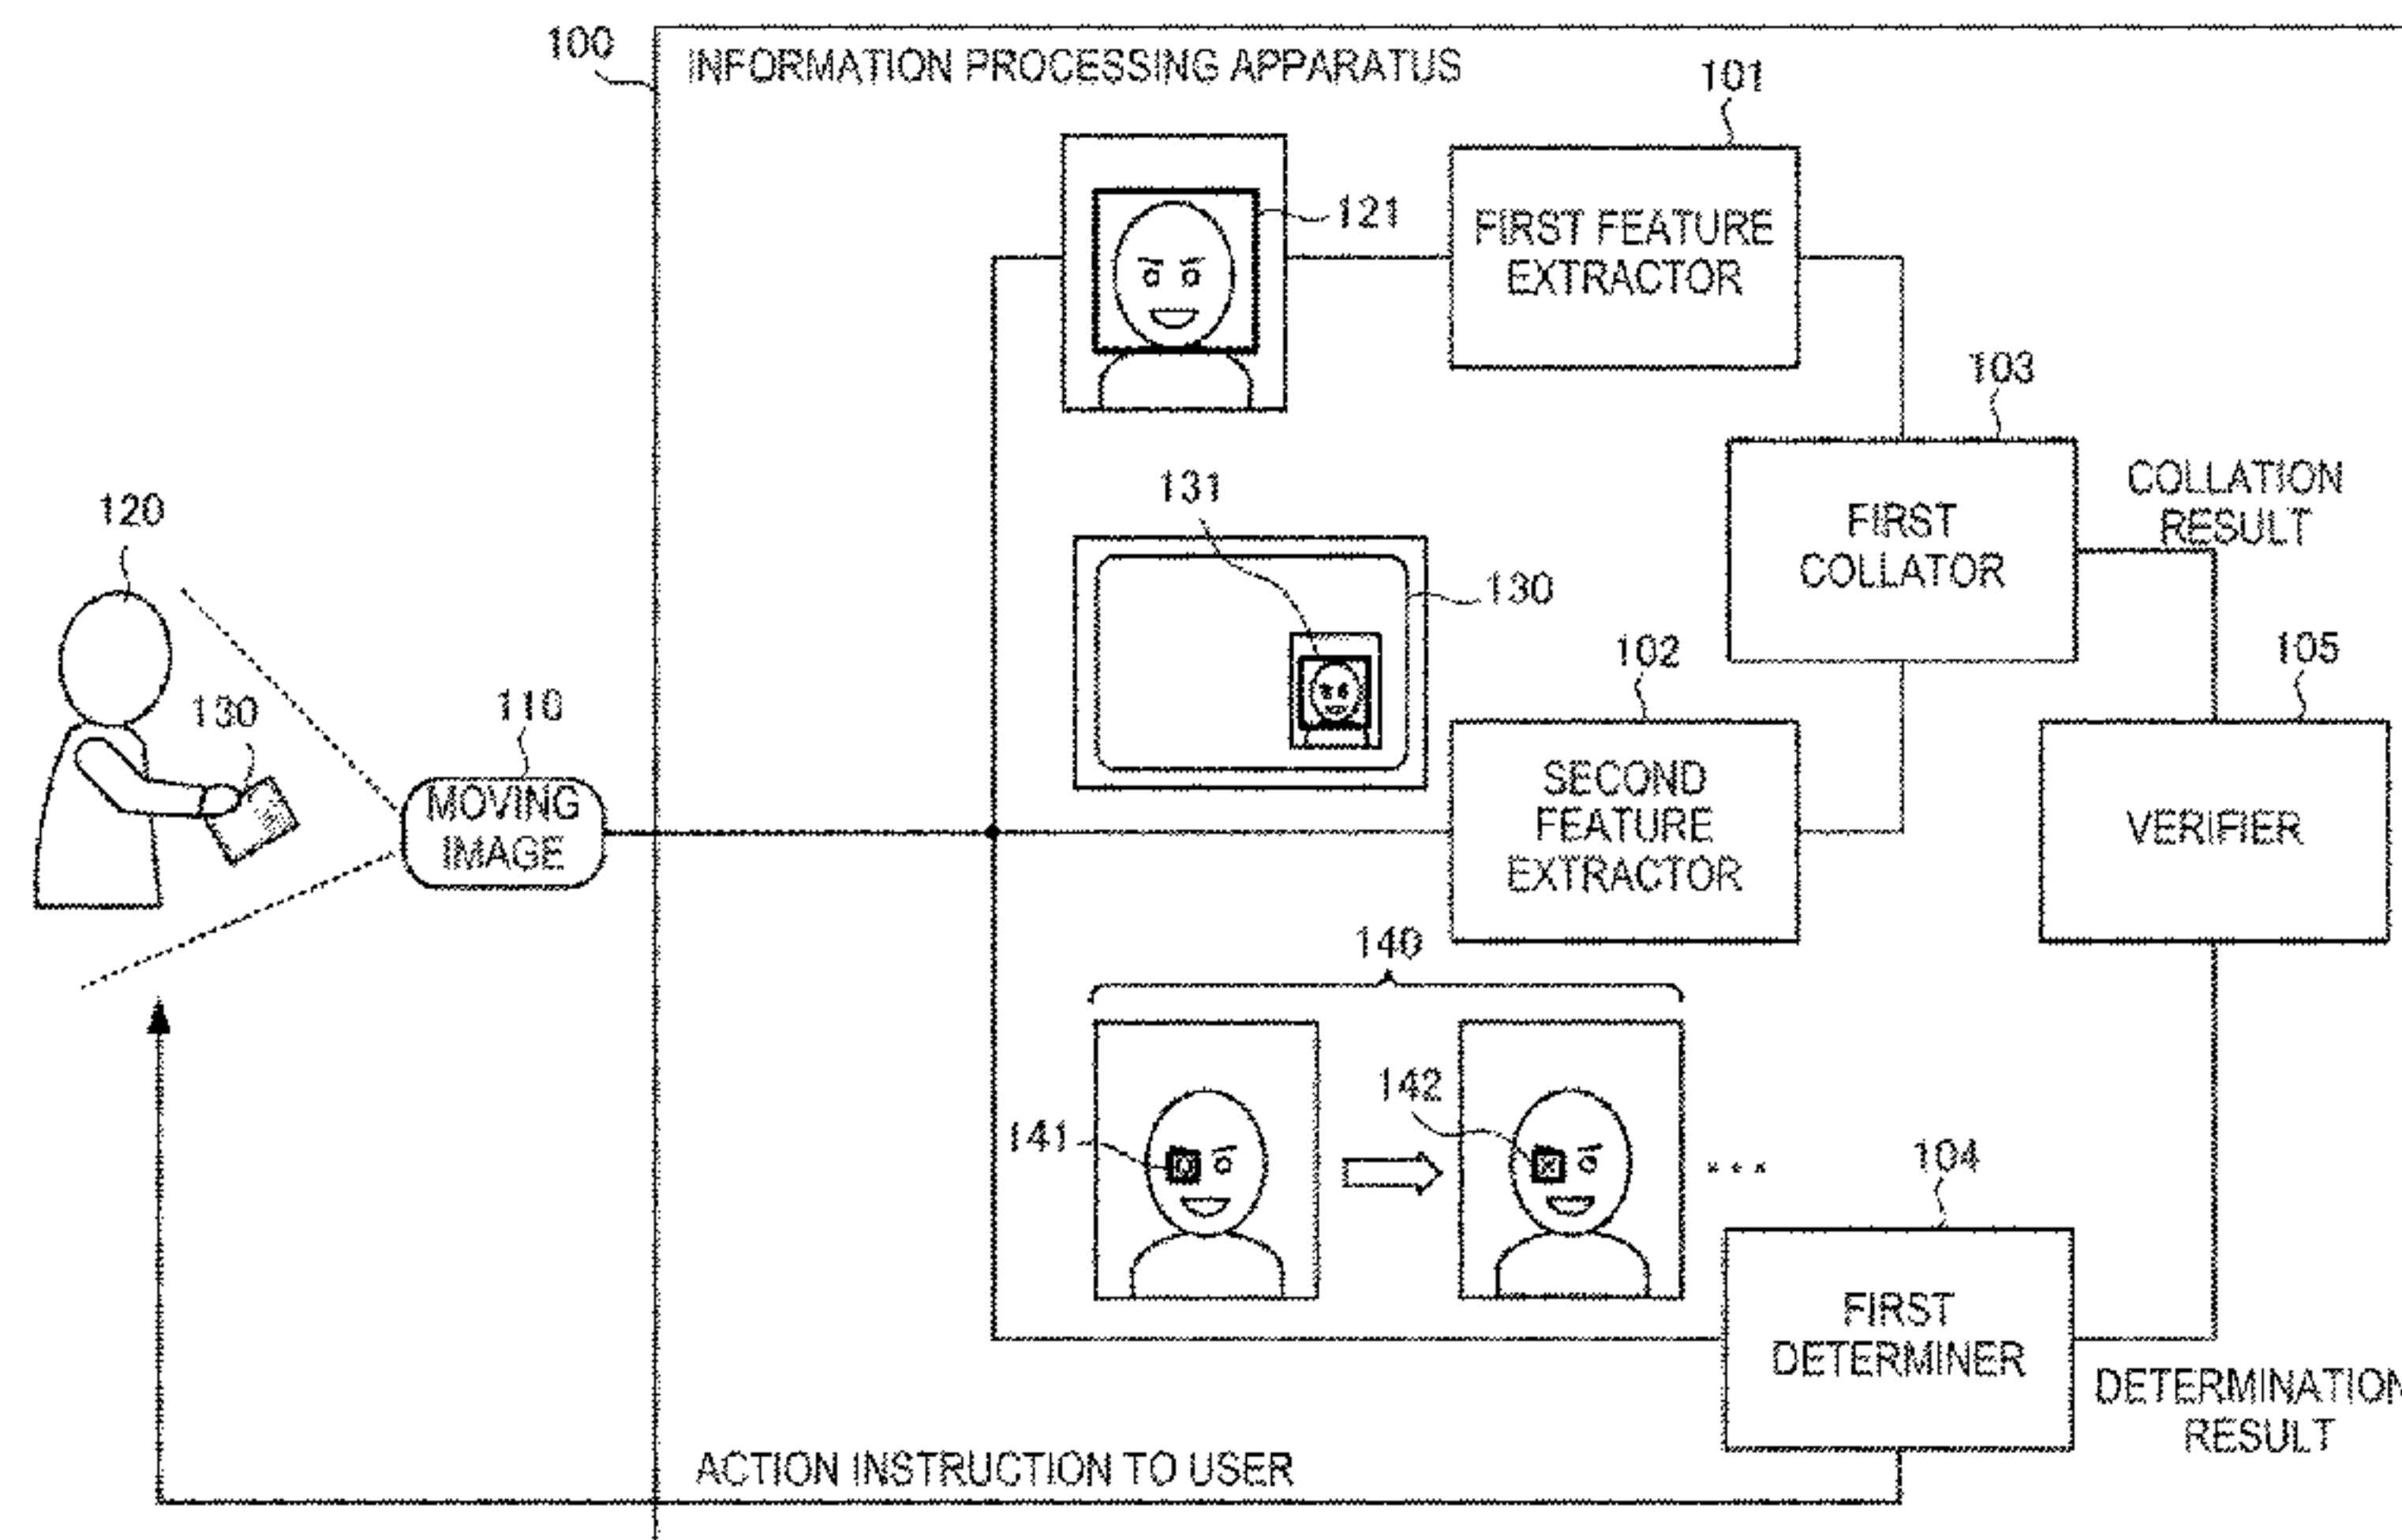 100
INFORMATION PROCESSING APPARATUS
101
121
FIRST FEATURE
EXTRACTOR
103
131
COLLATION
RESULT
FIRST
COLLATOR
120
130
102
105
130
110
MOVING
IMAGE
SECOND
FEATURE
EXTRACTOR
VERIFIER
140
141
142
...
104
FIRST
DETERMINER
DETERMINATION
RESULT
ACTION INSTRUCTION TO USER